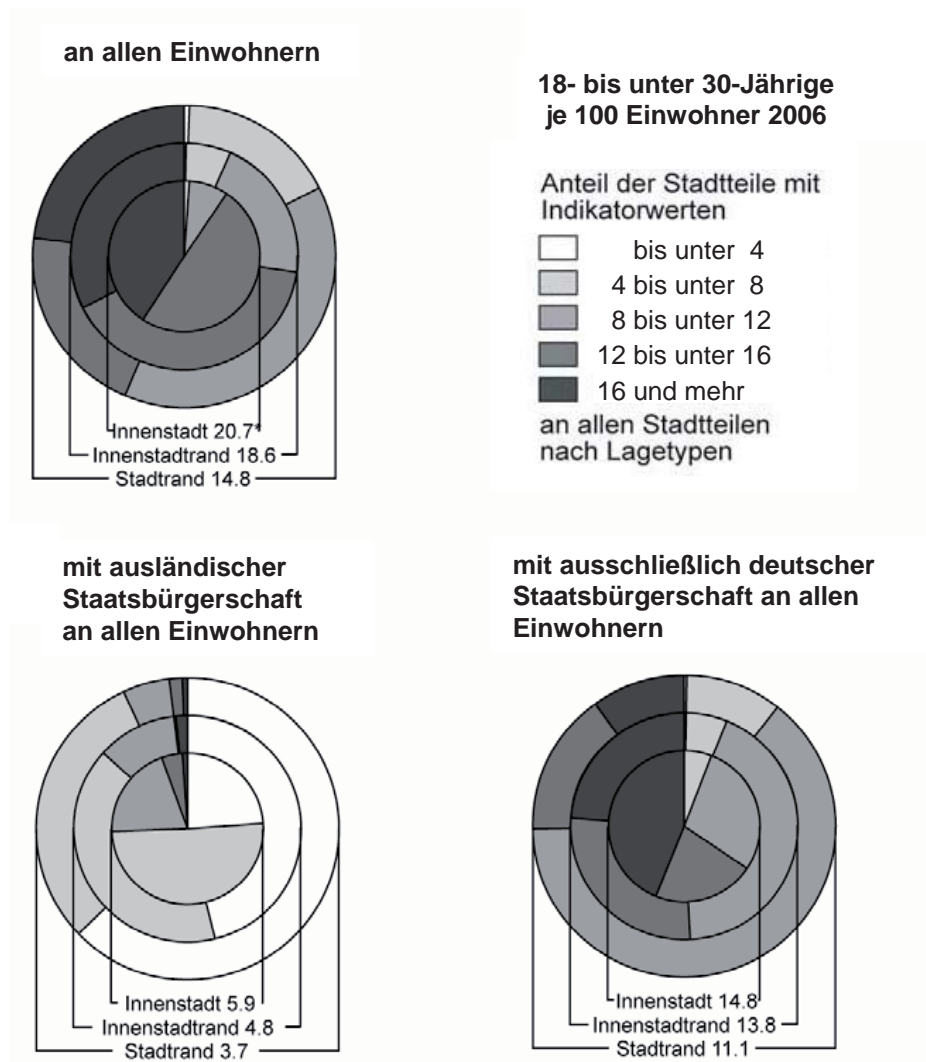 an allen Einwohnern
18- bis unter 30-Jährige
je 100 Einwohner 2006
Anteil der Stadtteile mit
Indikatorwerten
bis unter 4
4 bis unter 8
8 bis unter 12
12 bis unter 16
16 und mehr
an allen Stadtteilen
nach Lagetypen
Innenstadt 20.7*
Innenstadtrand 18.6
Stadtrand 14.8
mit ausländischer
Staatsbürgerschaft
an allen Einwohnern
mit ausschließlich deutscher
Staatsbürgerschaft an allen
Einwohnern
Innenstadt 5.9
Innenstadtrand 4.8
Stadtrand 3.7
Innenstadt 14.8
Innenstadtrand 13.8
Stadtrand 11.1